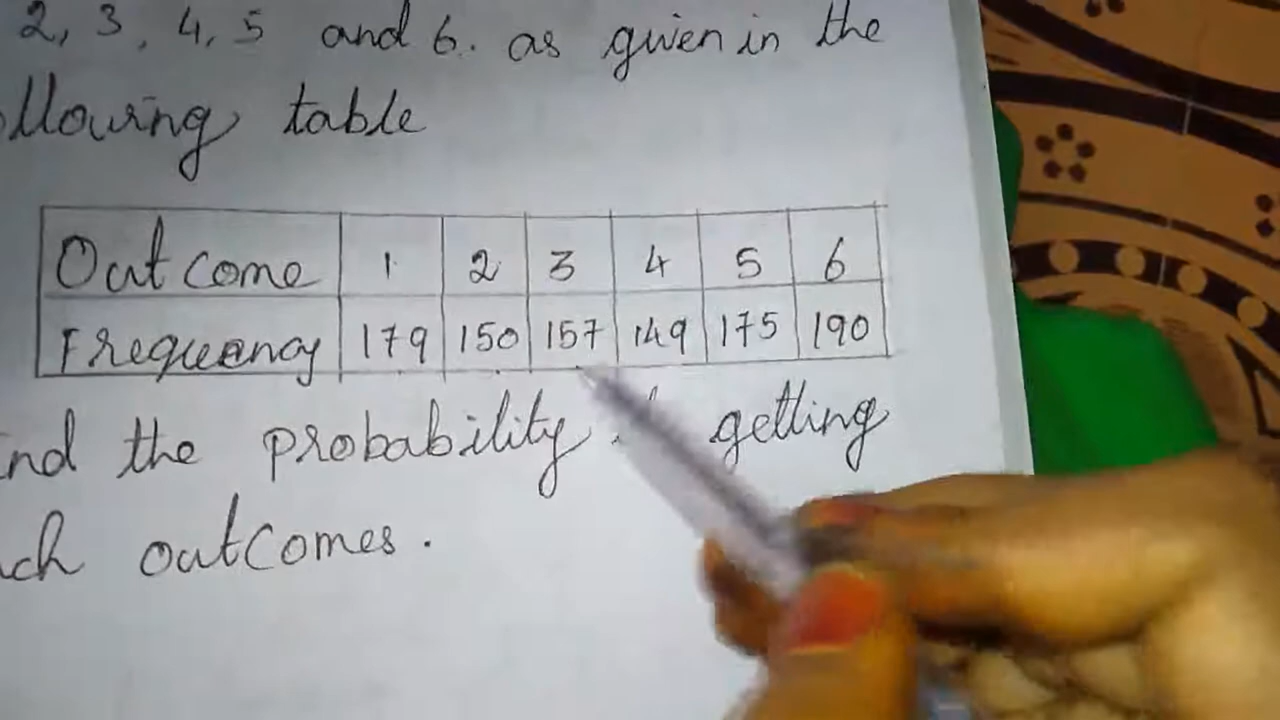 2, 3, 4, 5 and 6. as given in the
llowing table
Outcome 1 2 3 4 5 6
Frequency 179 150 157 149 175 190
nd the probability getting
ch outcomes.